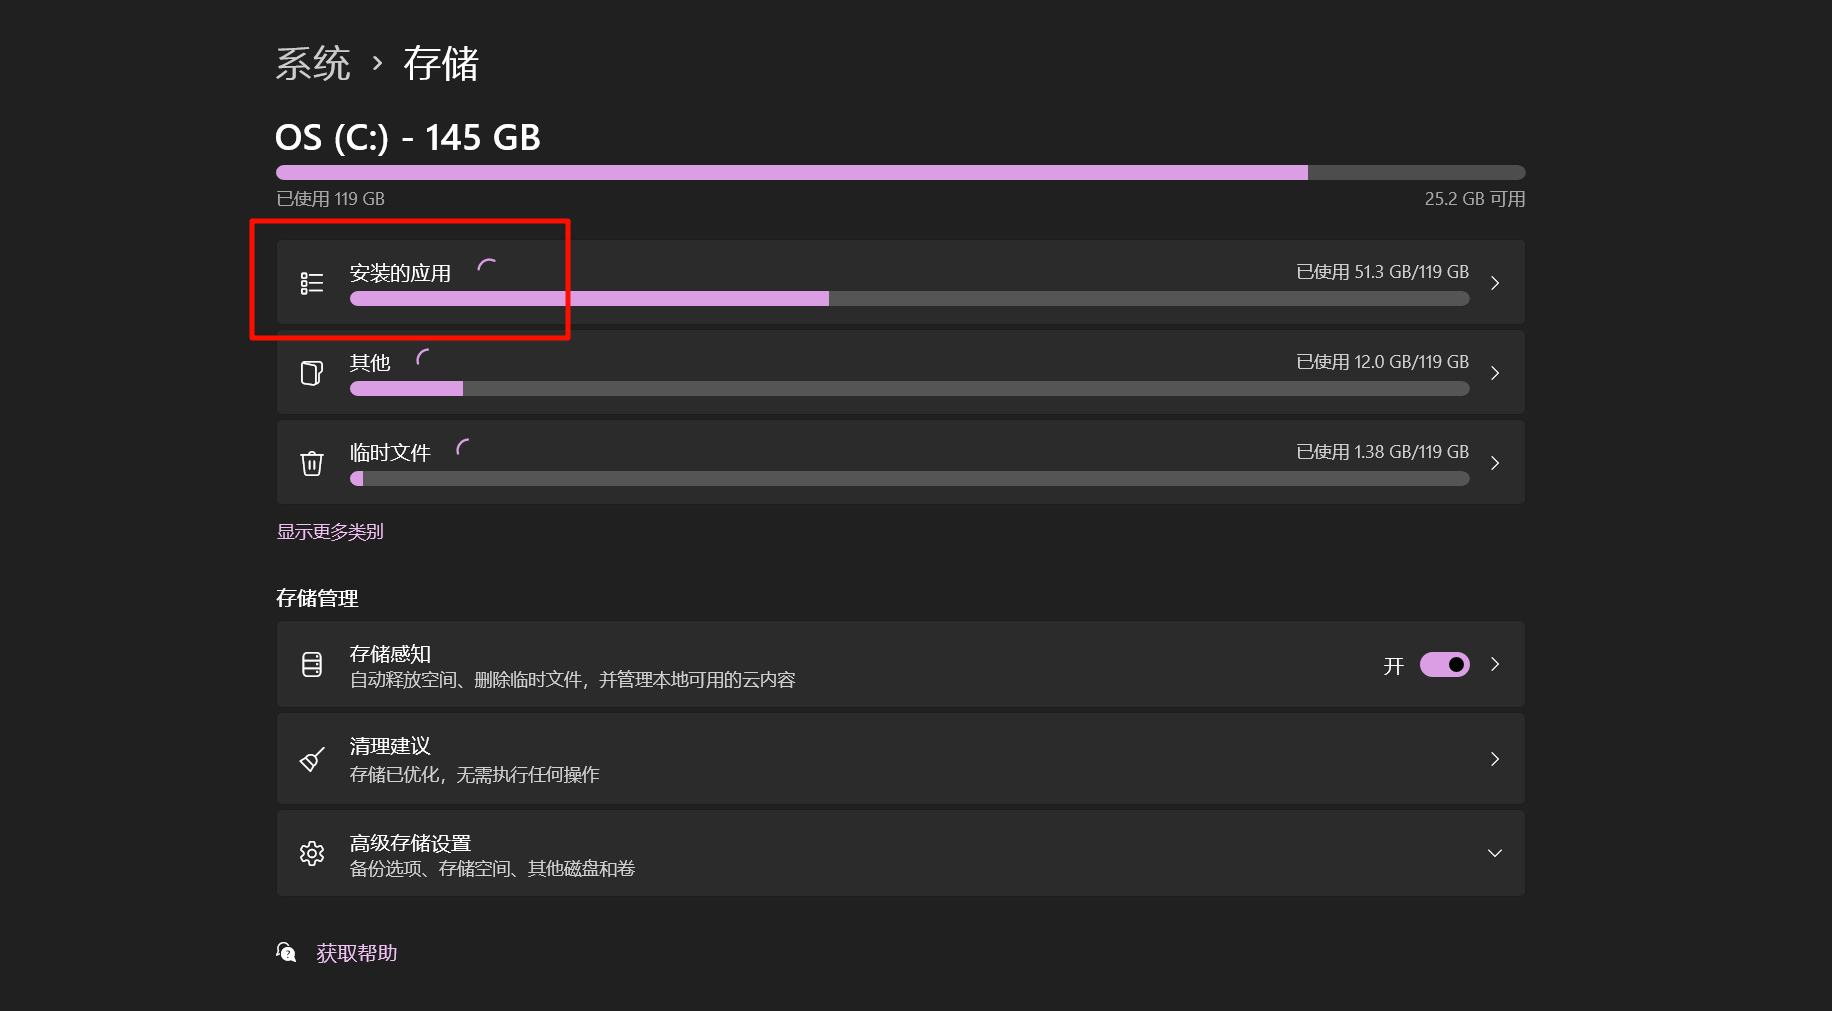 系统 › 存储
OS (C:) - 145 GB
已使用 119 GB
25.2 GB 可用
安装的应用
已使用 51.3 GB/119 GB
其他
已使用 12.0 GB/119 GB
临时文件
已使用 1.38 GB/119 GB
显示更多类别
存储管理
存储感知
自动释放空间、删除临时文件，并管理本地可用的云内容
开
清理建议
存储已优化，无需执行任何操作
高级存储设置
备份选项、存储空间、其他磁盘和卷
获取帮助